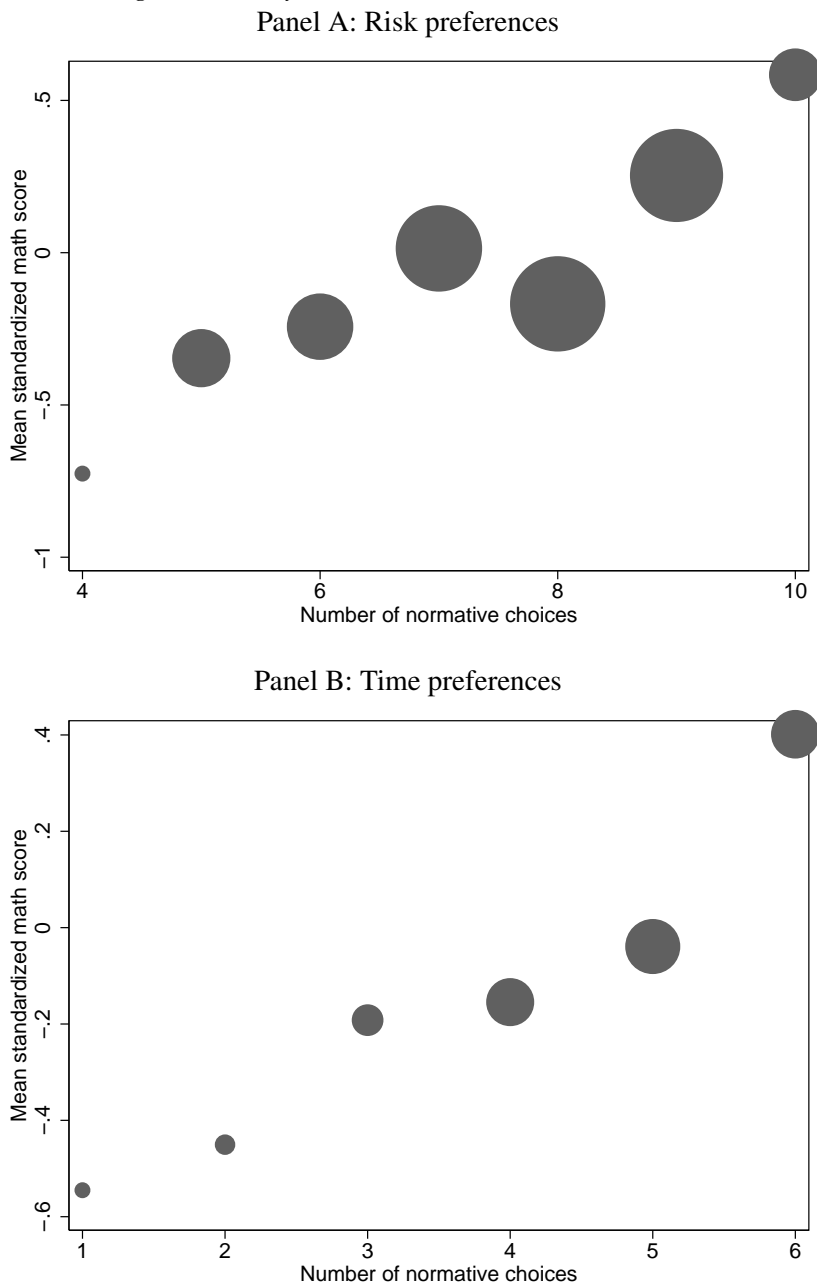 Panel A: Risk preferences
Mean standardized math score
.5
0
-.5
-1
4 6 8 10
Number of normative choices
Panel B: Time preferences
Mean standardized math score
.4
.2
0
-.2
-.4
-.6
1 2 3 4 5 6
Number of normative choices